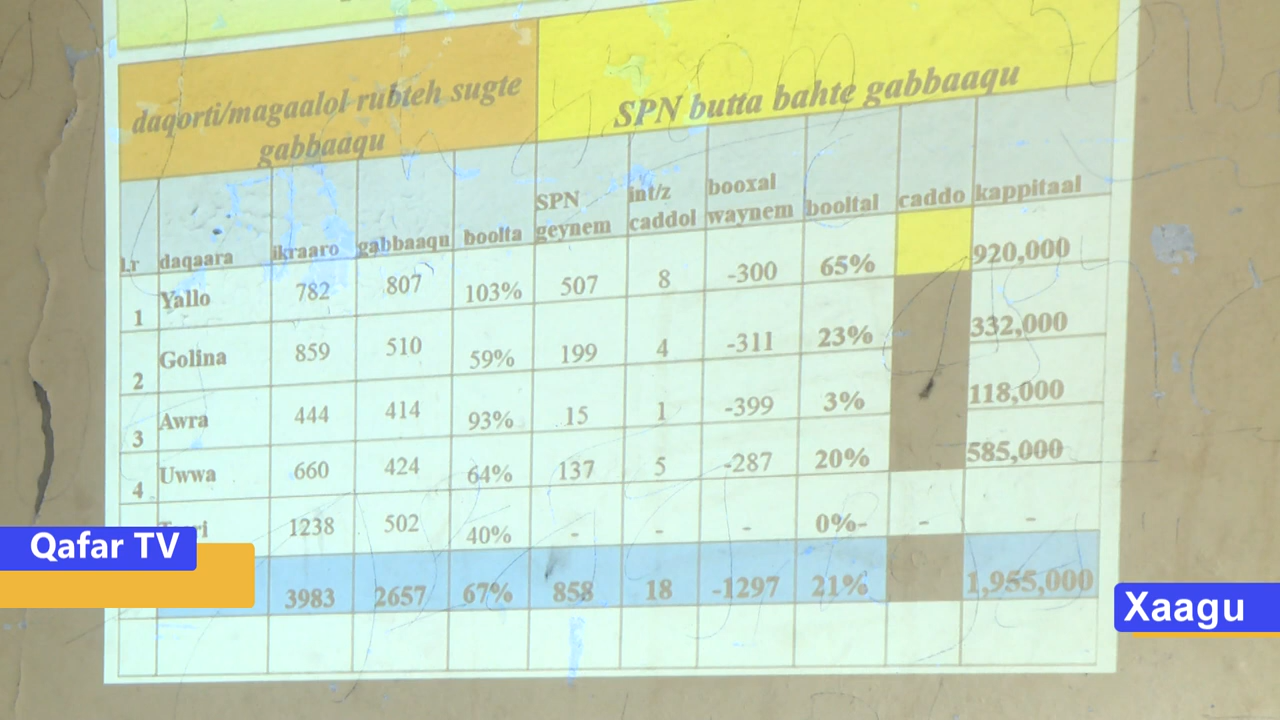 daqorti/magaalol rubteh sugte gabbaaqu SPN butta bahte gabbaaqu
Lr daqaara ikraaro gabbaaqu boolta SPN geynem int/z caddol booxal waynem booltal caddo kappitaal
1 Yallo 782 807 103% 507 8 -300 65% 920,000
2 Golina 859 510 59% 199 4 -311 23% 332,000
3 Awra 444 414 93% 15 1 -399 3% 118,000
4 Uwwa 660 424 64% 137 5 -287 20% 585,000
1238 502 40% - - - 0%- - -
3983 2657 67% 858 18 -1297 21% 1,955,000
Qafar TV
Xaagu